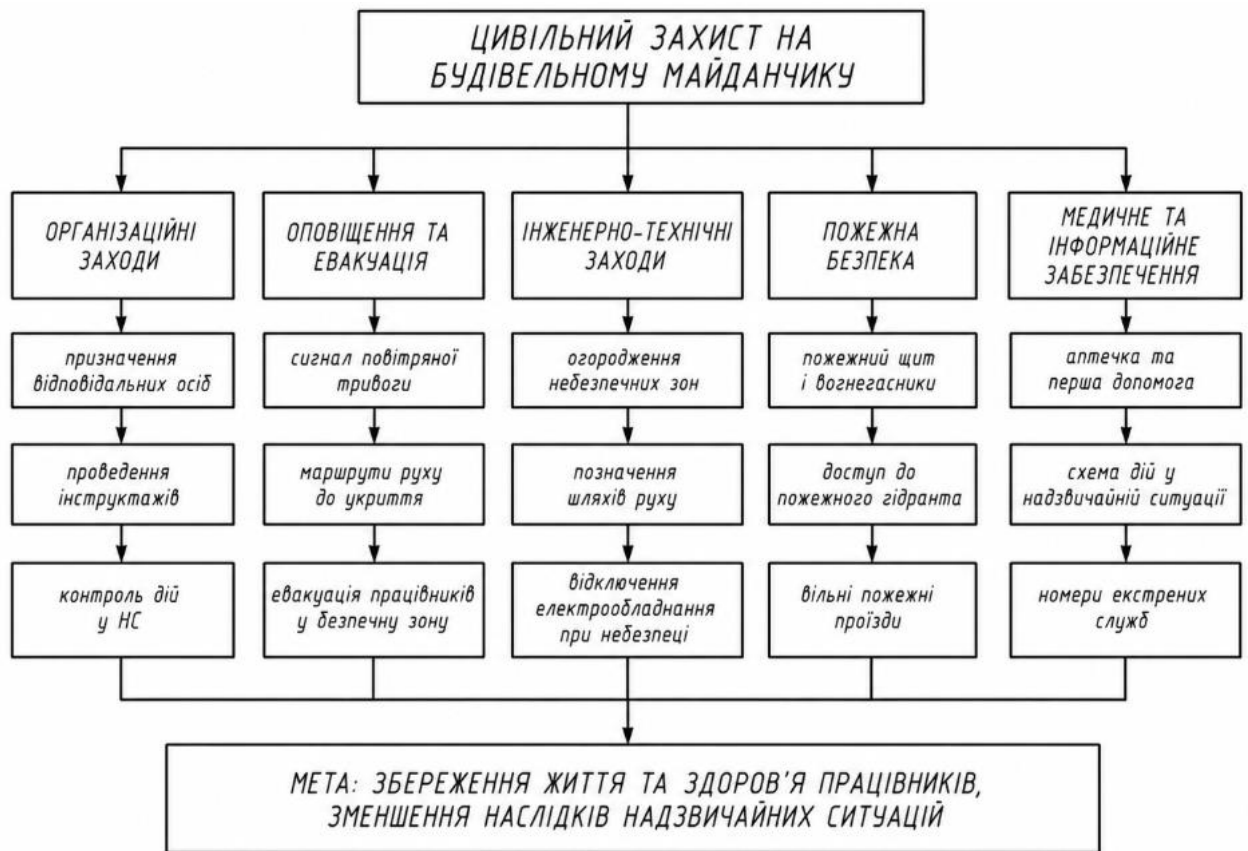 ЦИВІЛЬНИЙ ЗАХИСТ НА
БУДІВЕЛЬНОМУ МАЙДАНЧИКУ
ОРГАНІЗАЦІЙНІ
ЗАХОДИ
призначення
відповідальних осіб
проведення
інструктажів
контроль дій
у НС
ОПОВІЩЕННЯ ТА
ЕВАКУАЦІЯ
сигнал повітряної
тривоги
маршрути руху
до укриття
евакуація працівників
у безпечну зону
ІНЖЕНЕРНО-ТЕХНІЧНІ
ЗАХОДИ
огородження
небезпечних зон
позначення
шляхів руху
відключення
електрообладнання
при небезпеці
ПОЖЕЖНА
БЕЗПЕКА
пожежний щит
і вогнегасники
доступ до
пожежного гідранта
вільні пожежні
проїзди
МЕДИЧНЕ ТА
ІНФОРМАЦІЙНЕ
ЗАБЕЗПЕЧЕННЯ
аптечка та
перша допомога
схема дій у
надзвичайній ситуації
номери екстрених
служб
МЕТА: ЗБЕРЕЖЕННЯ ЖИТТЯ ТА ЗДОРОВ'Я ПРАЦІВНИКІВ,
ЗМЕНШЕННЯ НАСЛІДКІВ НАДЗВИЧАЙНИХ СИТУАЦІЙ